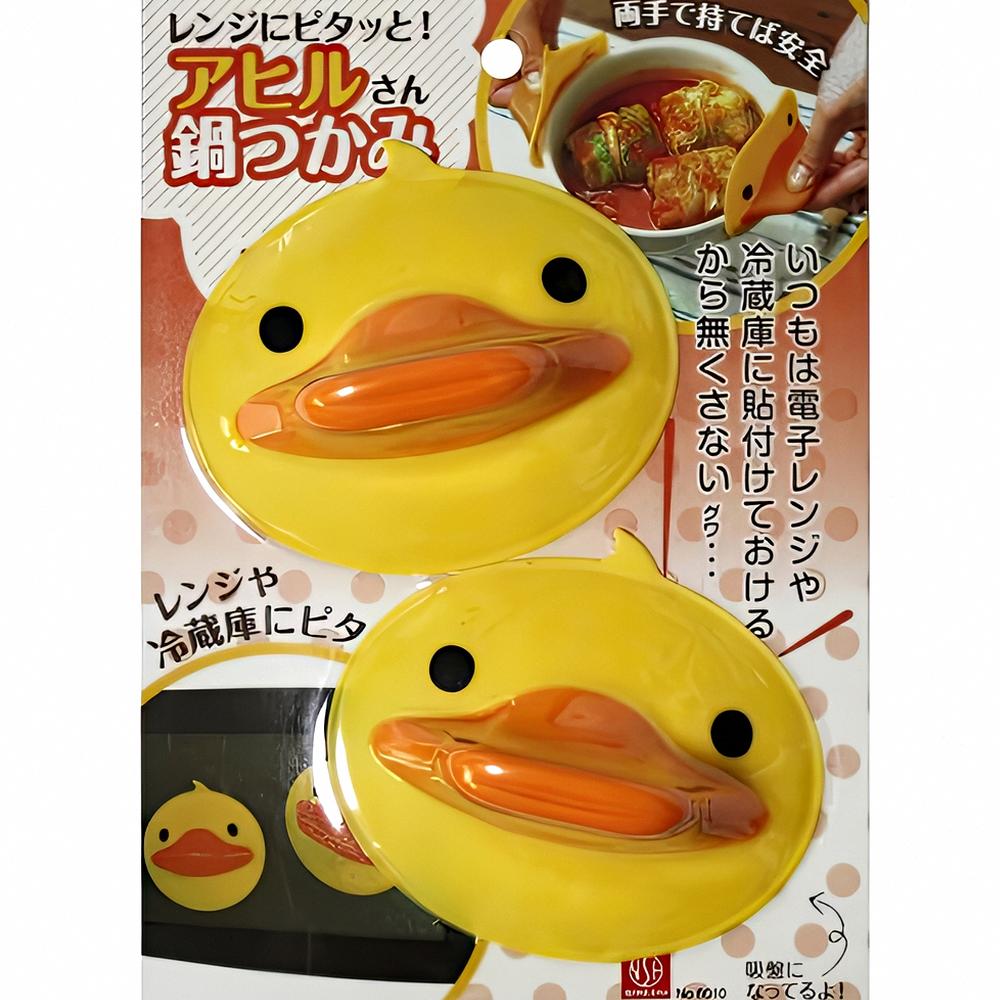 レンジにピタッと!
アヒルさん
鍋つかみ
両手で持てば安全
いつもは電子レンジや
冷蔵庫に貼付けておける
から無くさない グワ・・・
レンジや
冷蔵庫にピタ
NSA
吸盤に
なってるよ!